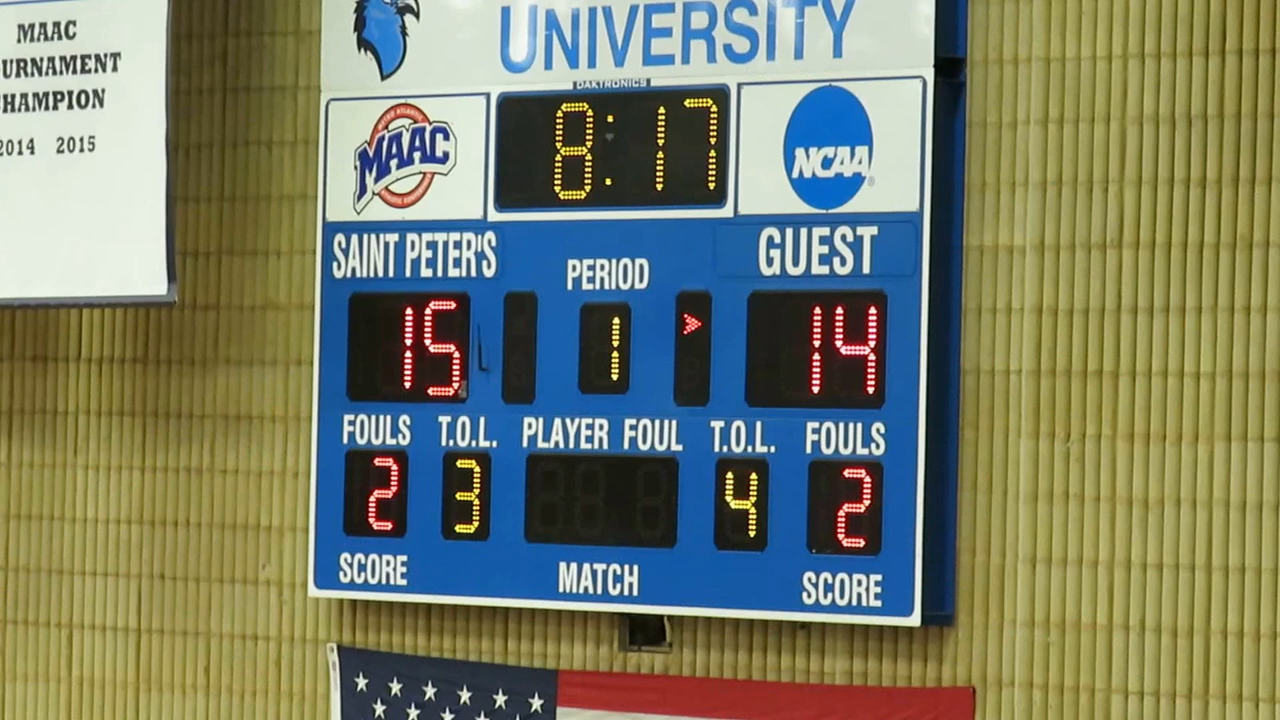 MAAC
URNAMENT
HAMPION
2014 2015
UNIVERSITY
DAKTRONICS
MAAC
8:17
NCAA
SAINT PETER'S
PERIOD
GUEST
15
1
14
FOULS T.O.L. PLAYER FOUL T.O.L. FOULS
2 3 4 2
SCORE MATCH SCORE